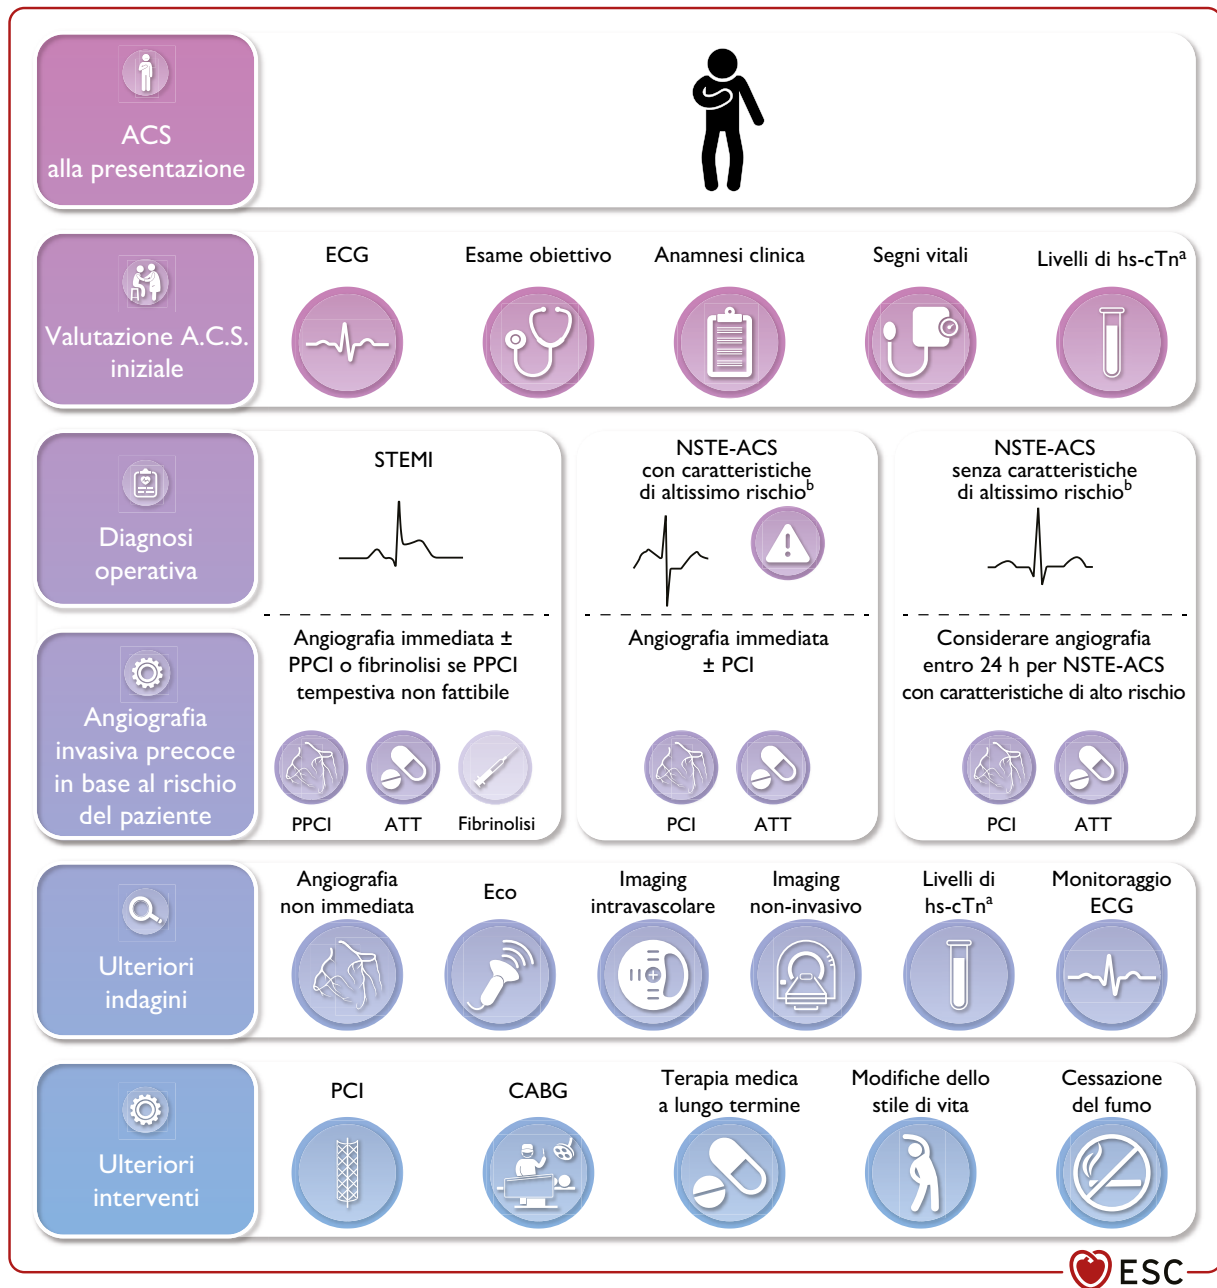 ACS
alla presentazione
Valutazione A.C.S.
iniziale
ECG
Esame obiettivo
Anamnesi clinica
Segni vitali
Livelli di hs-cTnᵃ
Diagnosi
operativa
STEMI
NSTE-ACS
con caratteristiche
di altissimo rischioᵇ
NSTE-ACS
senza caratteristiche
di altissimo rischioᵇ
Angiografia
invasiva precoce
in base al rischio
del paziente
Angiografia immediata ±
PPCI o fibrinolisi se PPCI
tempestiva non fattibile
PPCI
ATT
Fibrinolisi
Angiografia immediata
± PCI
PCI
ATT
Considerare angiografia
entro 24 h per NSTE-ACS
con caratteristiche di alto rischio
PCI
ATT
Ulteriori
indagini
Angiografia
non immediata
Eco
Imaging
intravascolare
Imaging
non-invasivo
Livelli di
hs-cTnᵃ
Monitoraggio
ECG
Ulteriori
interventi
PCI
CABG
Terapia medica
a lungo termine
Modifiche dello
stile di vita
Cessazione
del fumo
ESC